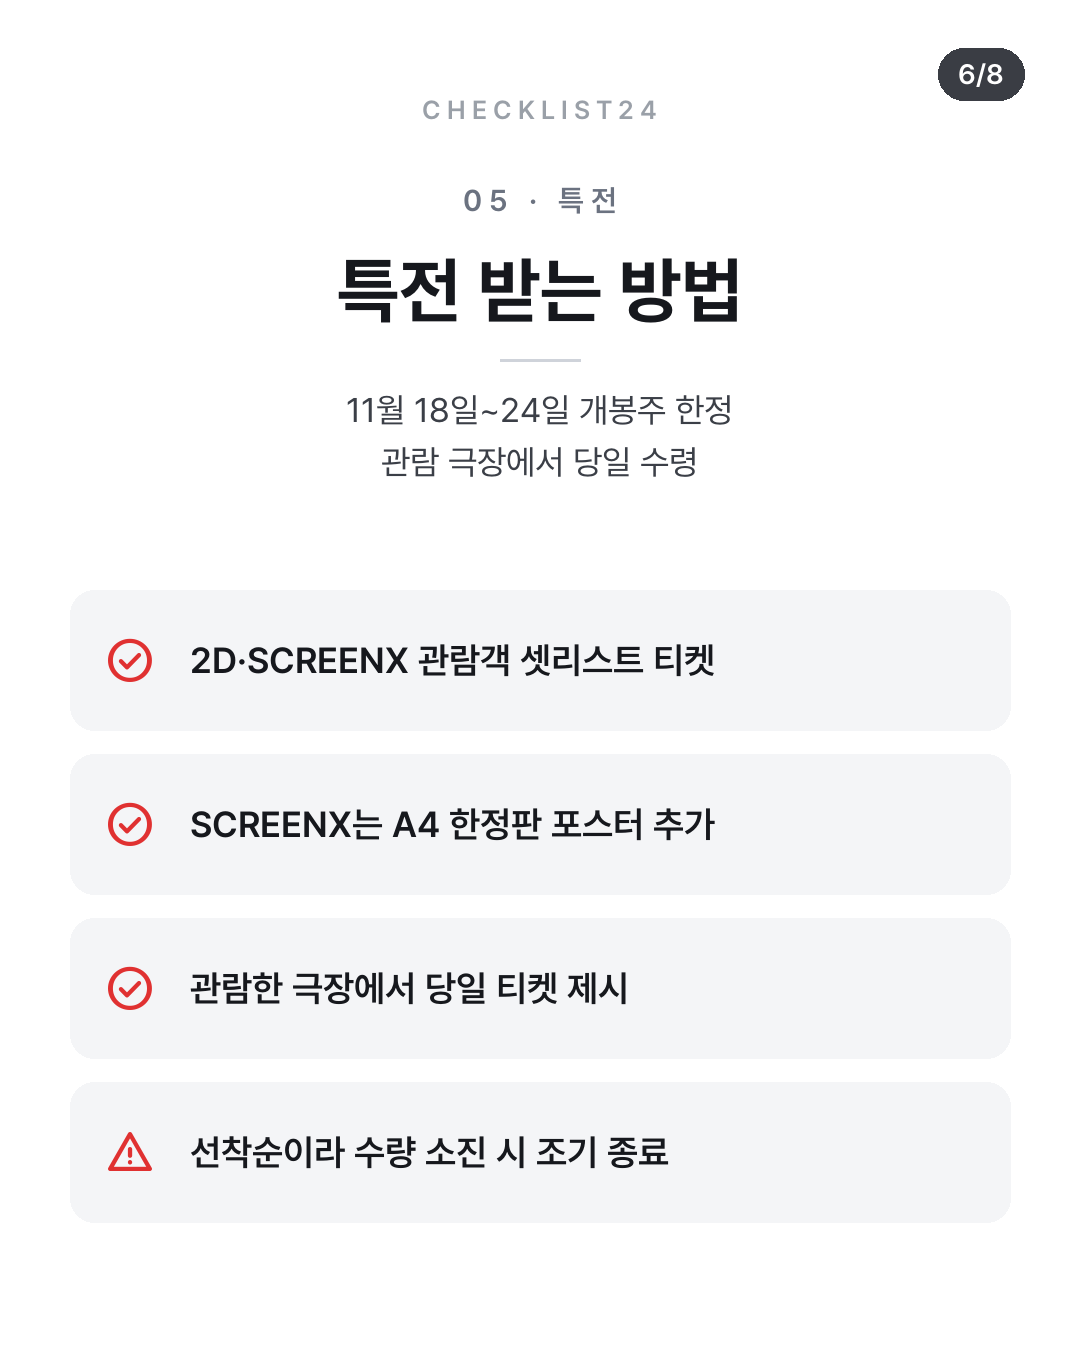 6/8
CHECKLIST24
05 · 특전
특전 받는 방법
11월 18일~24일 개봉주 한정
관람 극장에서 당일 수령
2D·SCREENX 관람객 셋리스트 티켓
SCREENX는 A4 한정판 포스터 추가
관람한 극장에서 당일 티켓 제시
선착순이라 수량 소진 시 조기 종료